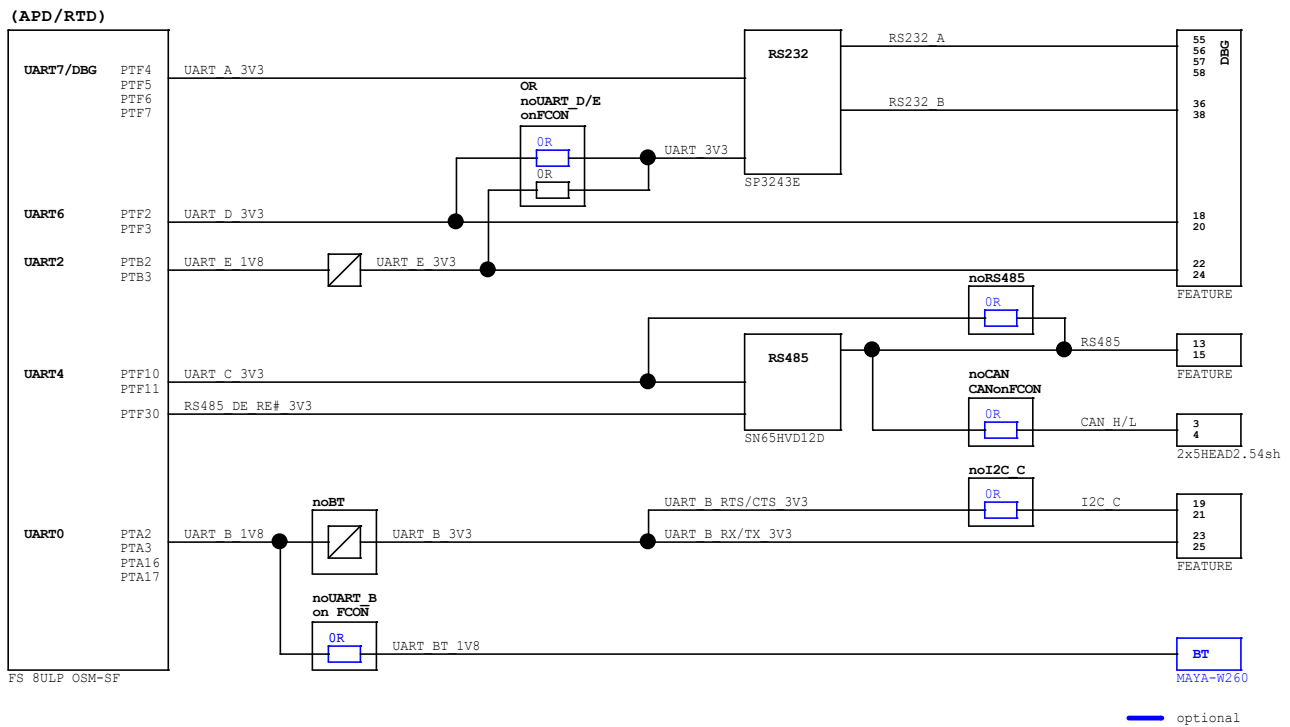 (APD/RTD)
UART7/DBG PTF4 UART_A_3V3
PTF5
PTF6
PTF7
OR
noUART_D/E
onFCON
0R
0R
UART_3V3
RS232
SP3243E
RS232_A
RS232_B
55
56
57
58
DBG
36
38
UART6 PTF2 UART_D_3V3
PTF3
18
20
UART2 PTB2 UART_E_1V8 UART_E_3V3
PTB3
22
24
FEATURE
noRS485
0R
UART4 PTF10 UART_C_3V3
PTF11
PTF30 RS485_DE_RE#_3V3
RS485
SN65HVD12D
RS485
13
15
FEATURE
noCAN
CANonFCON
0R
CAN_H/L
3
4
2x5HEAD2.54sh
noI2C_C
0R
I2C_C
UART_B_RTS/CTS_3V3
19
21
noBT
UART0 PTA2 UART_B_1V8 UART_B_3V3 UART_B_RX/TX_3V3
PTA3
PTA16
PTA17
23
25
FEATURE
noUART_B
on FCON
0R
UART_BT_1V8
BT
MAYA-W260
FS 8ULP OSM-SF
optional